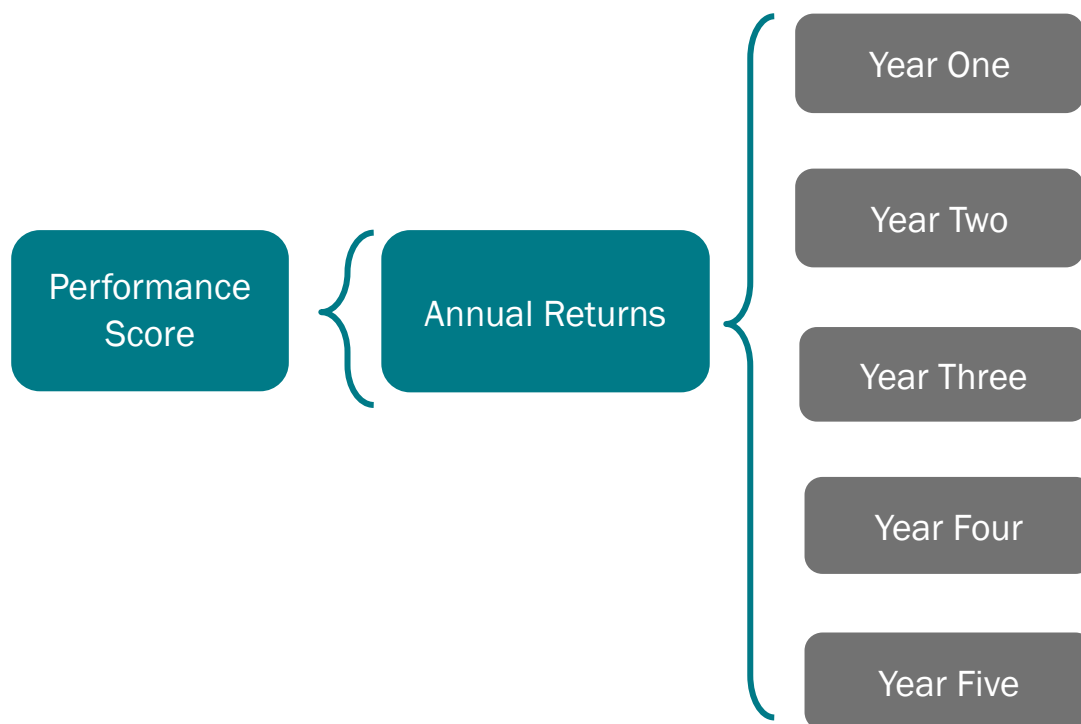 Performance
Score
Annual Returns
Year One
Year Two
Year Three
Year Four
Year Five